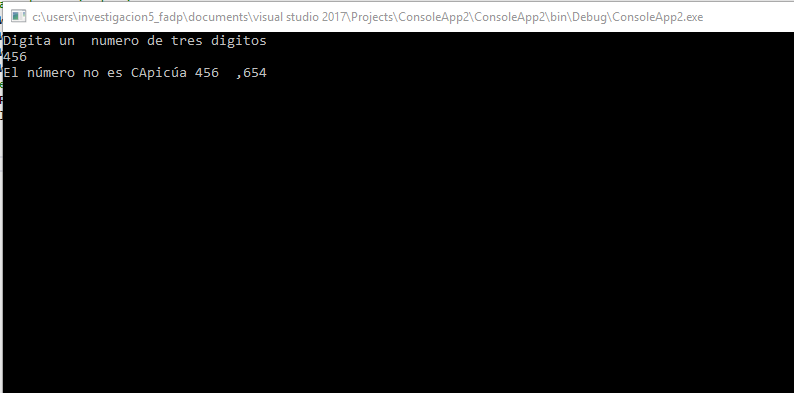 c:\users\investigacion5_fadp\documents\visual studio 2017\Projects\ConsoleApp2\ConsoleApp2\bin\Debug\ConsoleApp2.exe
Digita un  numero de tres digitos
456
El número no es CApicúa 456  ,654